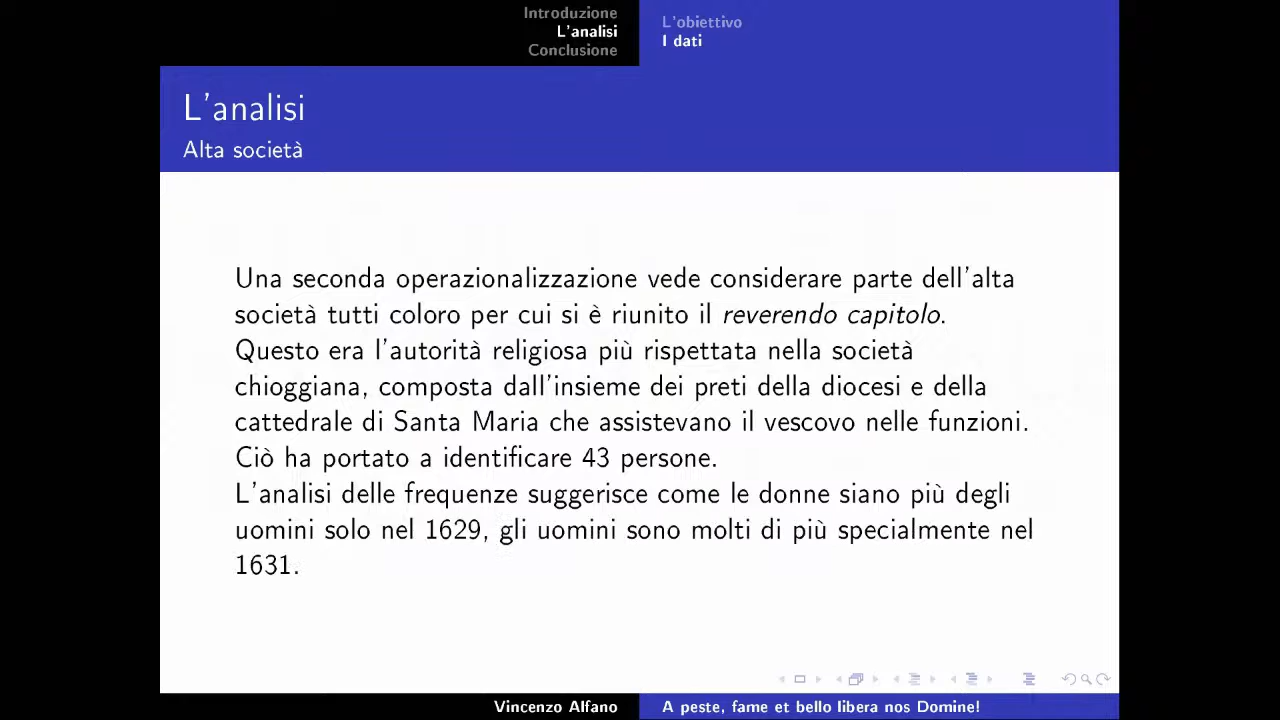 Introduzione
L'analisi
Conclusione
L'obiettivo
I dati
L'analisi
Alta società
Una seconda operazionalizzazione vede considerare parte dell'alta
società tutti coloro per cui si è riunito il reverendo capitolo.
Questo era l'autorità religiosa più rispettata nella società
chioggiana, composta dall'insieme dei preti della diocesi e della
cattedrale di Santa Maria che assistevano il vescovo nelle funzioni.
Ciò ha portato a identificare 43 persone.
L'analisi delle frequenze suggerisce come le donne siano più degli
uomini solo nel 1629, gli uomini sono molti di più specialmente nel
1631.
Vincenzo Alfano
A peste, fame et bello libera nos Domine!